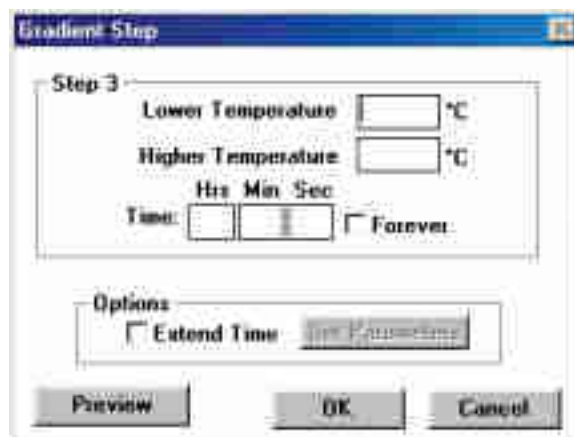 Gradient Step
Step 3
Lower Temperature °C
Higher Temperature °C
Hrs Min Sec
Time: Forever
Options
Extend Time
Preview OK Cancel